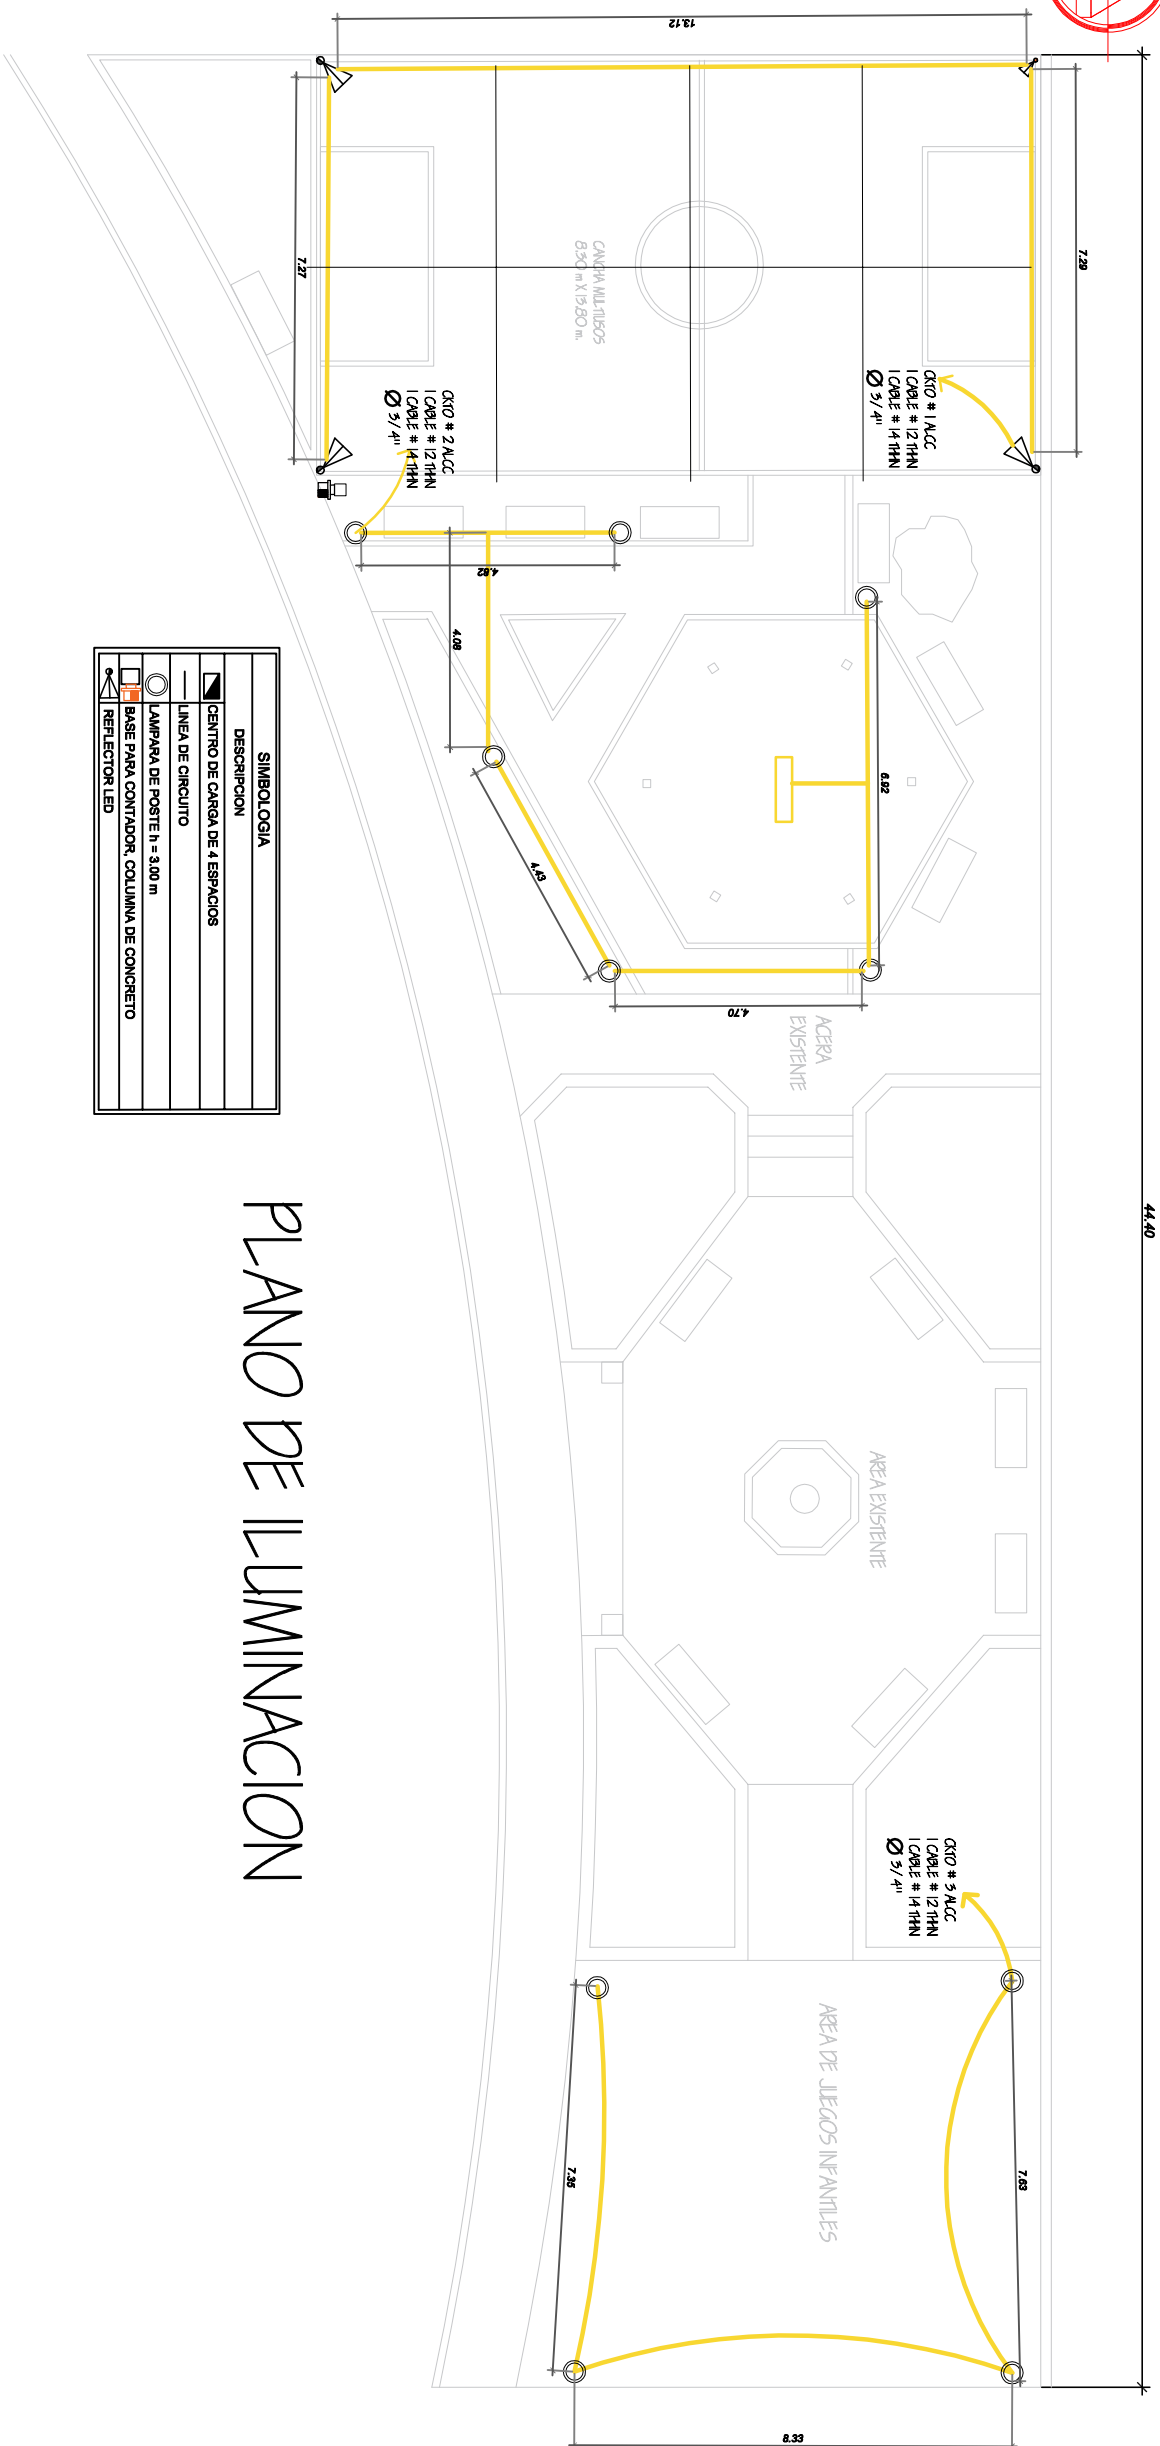 44.40
13.12
7.29
7.27
CANCHA MULTIUSOS
8.30 m X 13.80 m.
CKTO # 1 ALCC
1 CABLE # 12 THHN
1 CABLE # 14 THHN
Ø 3/4"
CKTO # 2 ALCC
1 CABLE # 12 THHN
1 CABLE # 14 THHN
Ø 3/4"
4.62
4.08
6.92
4.43
4.70
ACERA
EXISTENTE
AREA EXISTENTE
CKTO # 3 ALCC
1 CABLE # 12 THHN
1 CABLE # 14 THHN
Ø 3/4"
AREA DE JUEGOS INFANTILES
7.63
7.35
8.33
SIMBOLOGIA
DESCRIPCION
CENTRO DE CARGA DE 4 ESPACIOS
LINEA DE CIRCUITO
LAMPARA DE POSTE h = 3.00 m
BASE PARA CONTADOR, COLUMNA DE CONCRETO
REFLECTOR LED
PLANO DE ILUMINACION